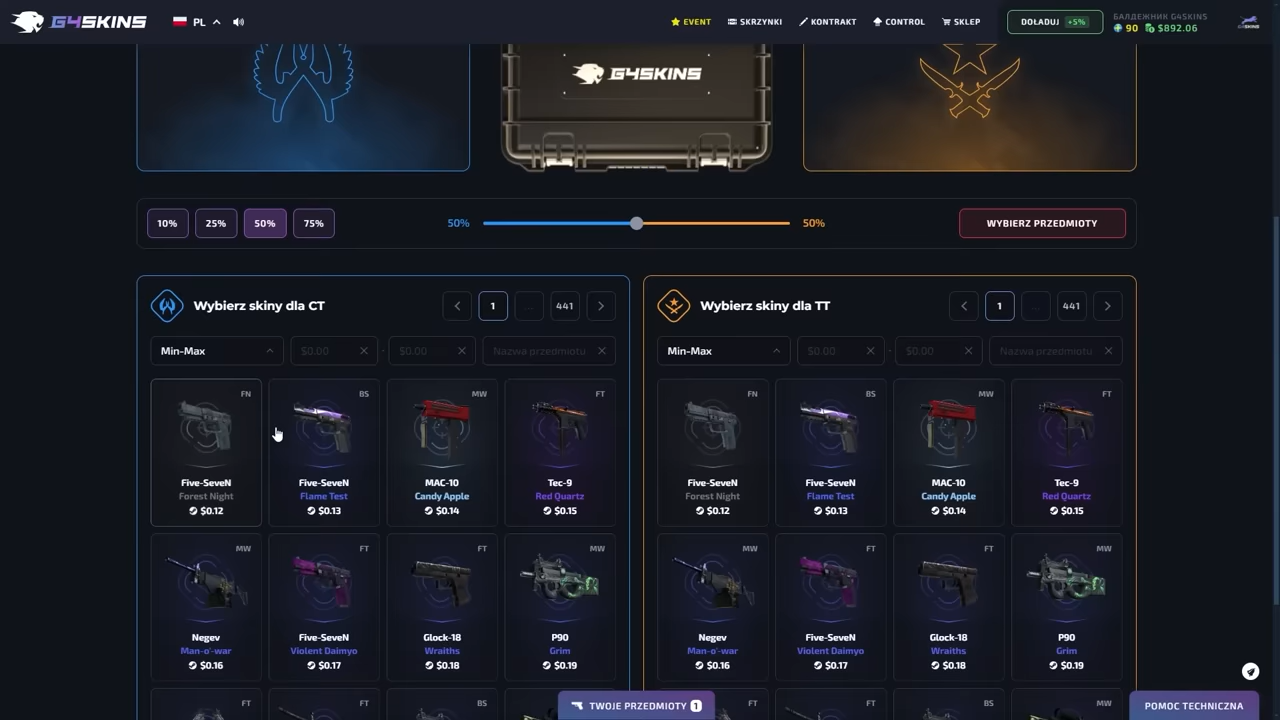 G4SKINS
PL
EVENT
SKRZYNKI
KONTRAKT
CONTROL
SKLEP
DOŁADUJ +5%
БАЛДЕЖНИК G4SKINS
90 $892.06
G4SKINS
10% 25% 50% 75%
50% 50%
WYBIERZ PRZEDMIOTY
Wybierz skiny dla CT
1 ... 441
Min-Max $0.00 - $0.00 Nazwa przedmiotu
FN BS MW FT
Five-SeveN Five-SeveN MAC-10 Tec-9
Forest Night Flame Test Candy Apple Red Quartz
$0.12 $0.13 $0.14 $0.15
MW FT FT MW
Negev Five-SeveN Glock-18 P90
Man-o'-war Violent Daimyo Wraiths Grim
$0.16 $0.17 $0.18 $0.19
FT FT BS
Wybierz skiny dla TT
1 ... 441
Min-Max $0.00 - $0.00 Nazwa przedmiotu
FN BS MW FT
Five-SeveN Five-SeveN MAC-10 Tec-9
Forest Night Flame Test Candy Apple Red Quartz
$0.12 $0.13 $0.14 $0.15
MW FT FT MW
Negev Five-SeveN Glock-18 P90
Man-o'-war Violent Daimyo Wraiths Grim
$0.16 $0.17 $0.18 $0.19
FT FT BS FT
TWOJE PRZEDMIOTY 1
POMOC TECHNICZNA